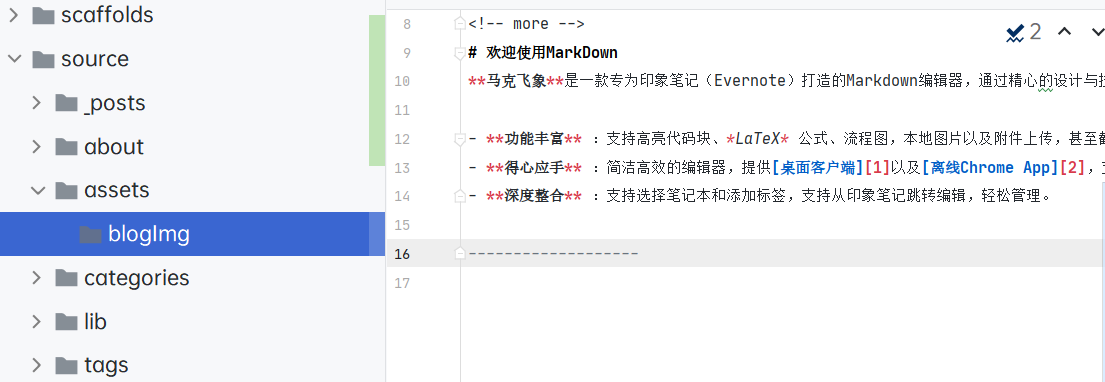 scaffolds
source
_posts
about
assets
blogImg
categories
lib
tags
2
8 <!-- more -->
9 # 欢迎使用MarkDown
10 **马克飞象**是一款专为印象笔记（Evernote）打造的Markdown编辑器，通过精心的设计与
11
12 - **功能丰富** ：支持高亮代码块、*LaTeX* 公式、流程图，本地图片以及附件上传，甚至
13 - **得心应手** ：简洁高效的编辑器，提供[桌面客户端][1]以及[离线Chrome App][2]，
14 - **深度整合** ：支持选择笔记本和添加标签，支持从印象笔记跳转编辑，轻松管理。
15
16 -------------------
17